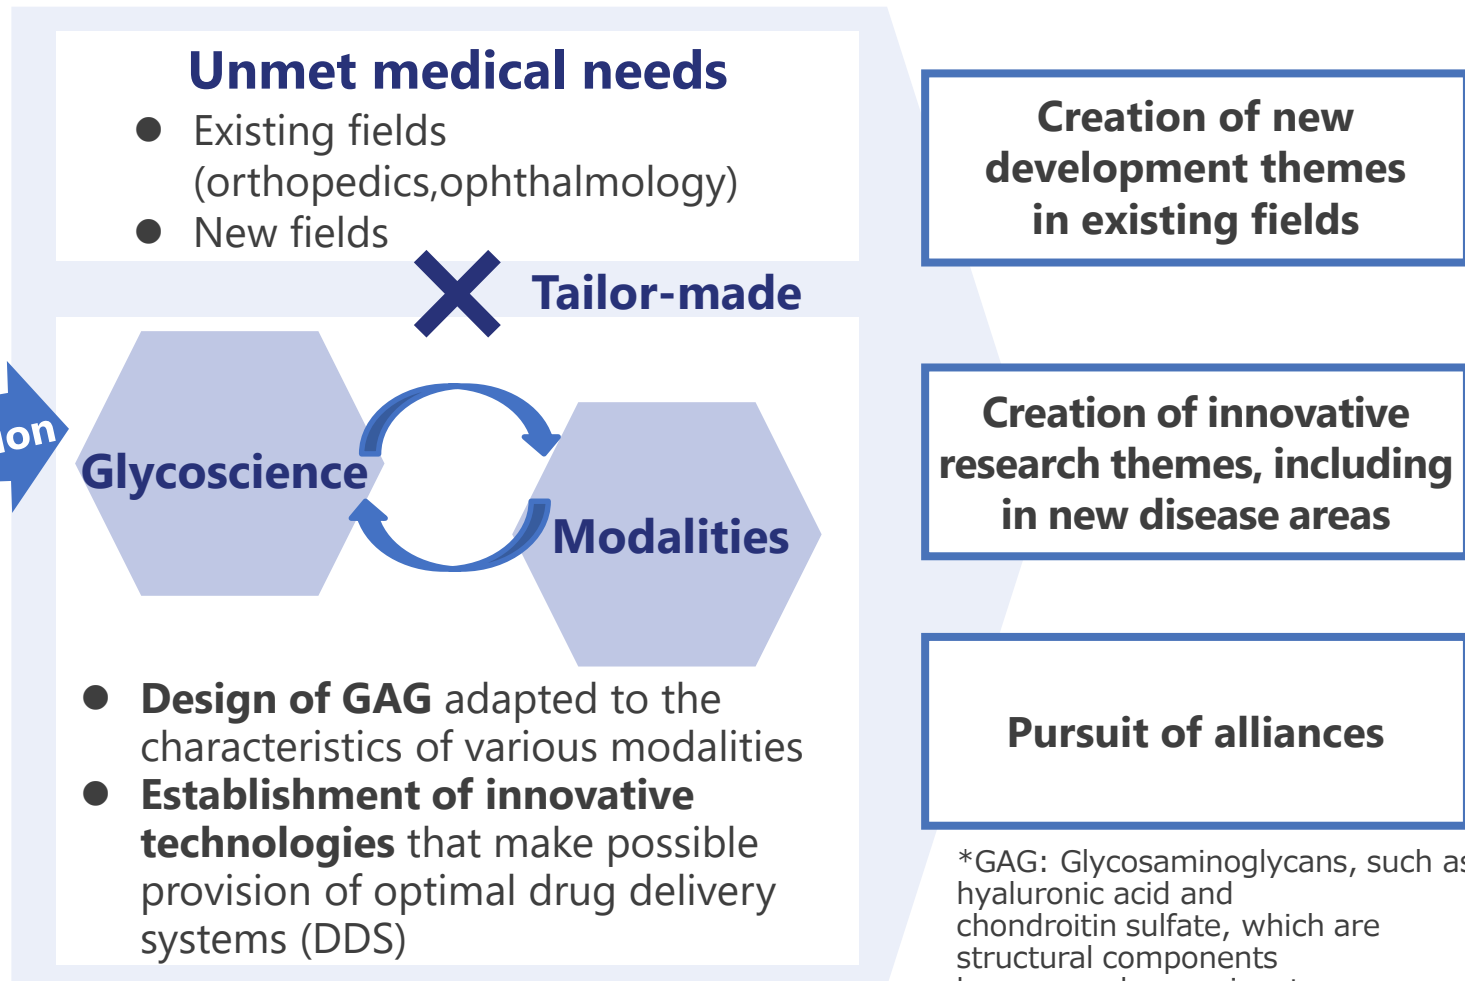 Unmet medical needs
● Existing fields
(orthopedics,ophthalmology)
● New fields
Tailor-made
Glycoscience
Modalities
● Design of GAG adapted to the
characteristics of various modalities
● Establishment of innovative
technologies that make possible
provision of optimal drug delivery
systems (DDS)
Creation of new
development themes
in existing fields
Creation of innovative
research themes, including
in new disease areas
Pursuit of alliances
*GAG: Glycosaminoglycans, such as
hyaluronic acid and
chondroitin sulfate, which are
structural components